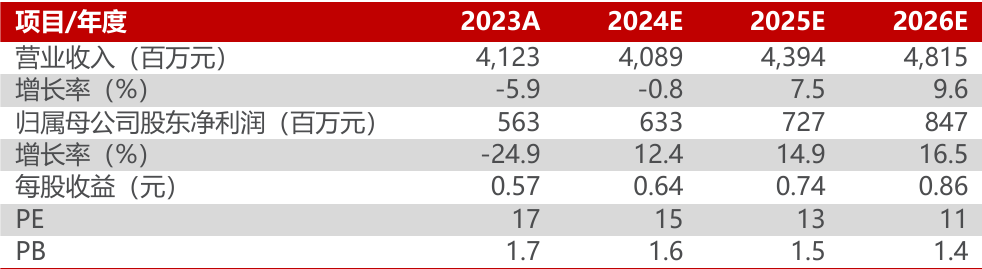 项目/年度 2023A 2024E 2025E 2026E
营业收入（百万元） 4,123 4,089 4,394 4,815
增长率（%） -5.9 -0.8 7.5 9.6
归属母公司股东净利润（百万元） 563 633 727 847
增长率（%） -24.9 12.4 14.9 16.5
每股收益（元） 0.57 0.64 0.74 0.86
PE 17 15 13 11
PB 1.7 1.6 1.5 1.4